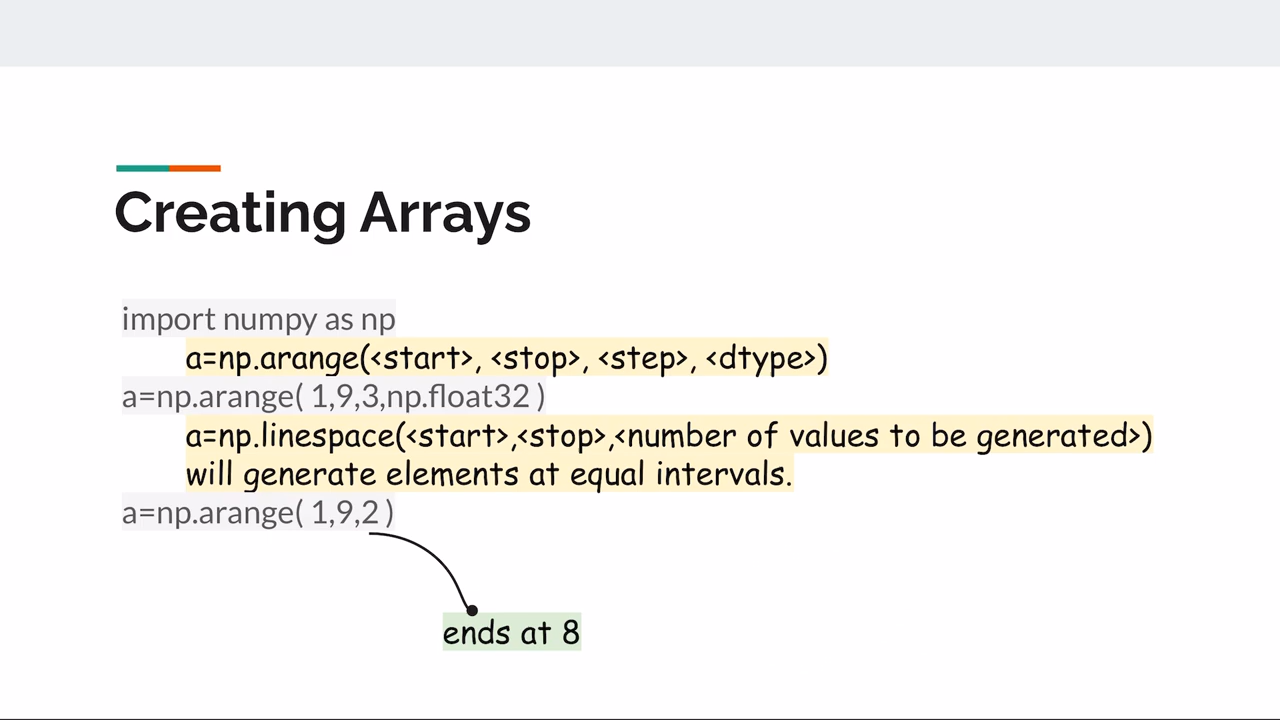 Creating Arrays
import numpy as np
a=np.arange(<start>, <stop>, <step>, <dtype>)
a=np.arange( 1,9,3,np.float32 )
a=np.linespace(<start>,<stop>,<number of values to be generated>)
will generate elements at equal intervals.
a=np.arange( 1,9,2 )
ends at 8